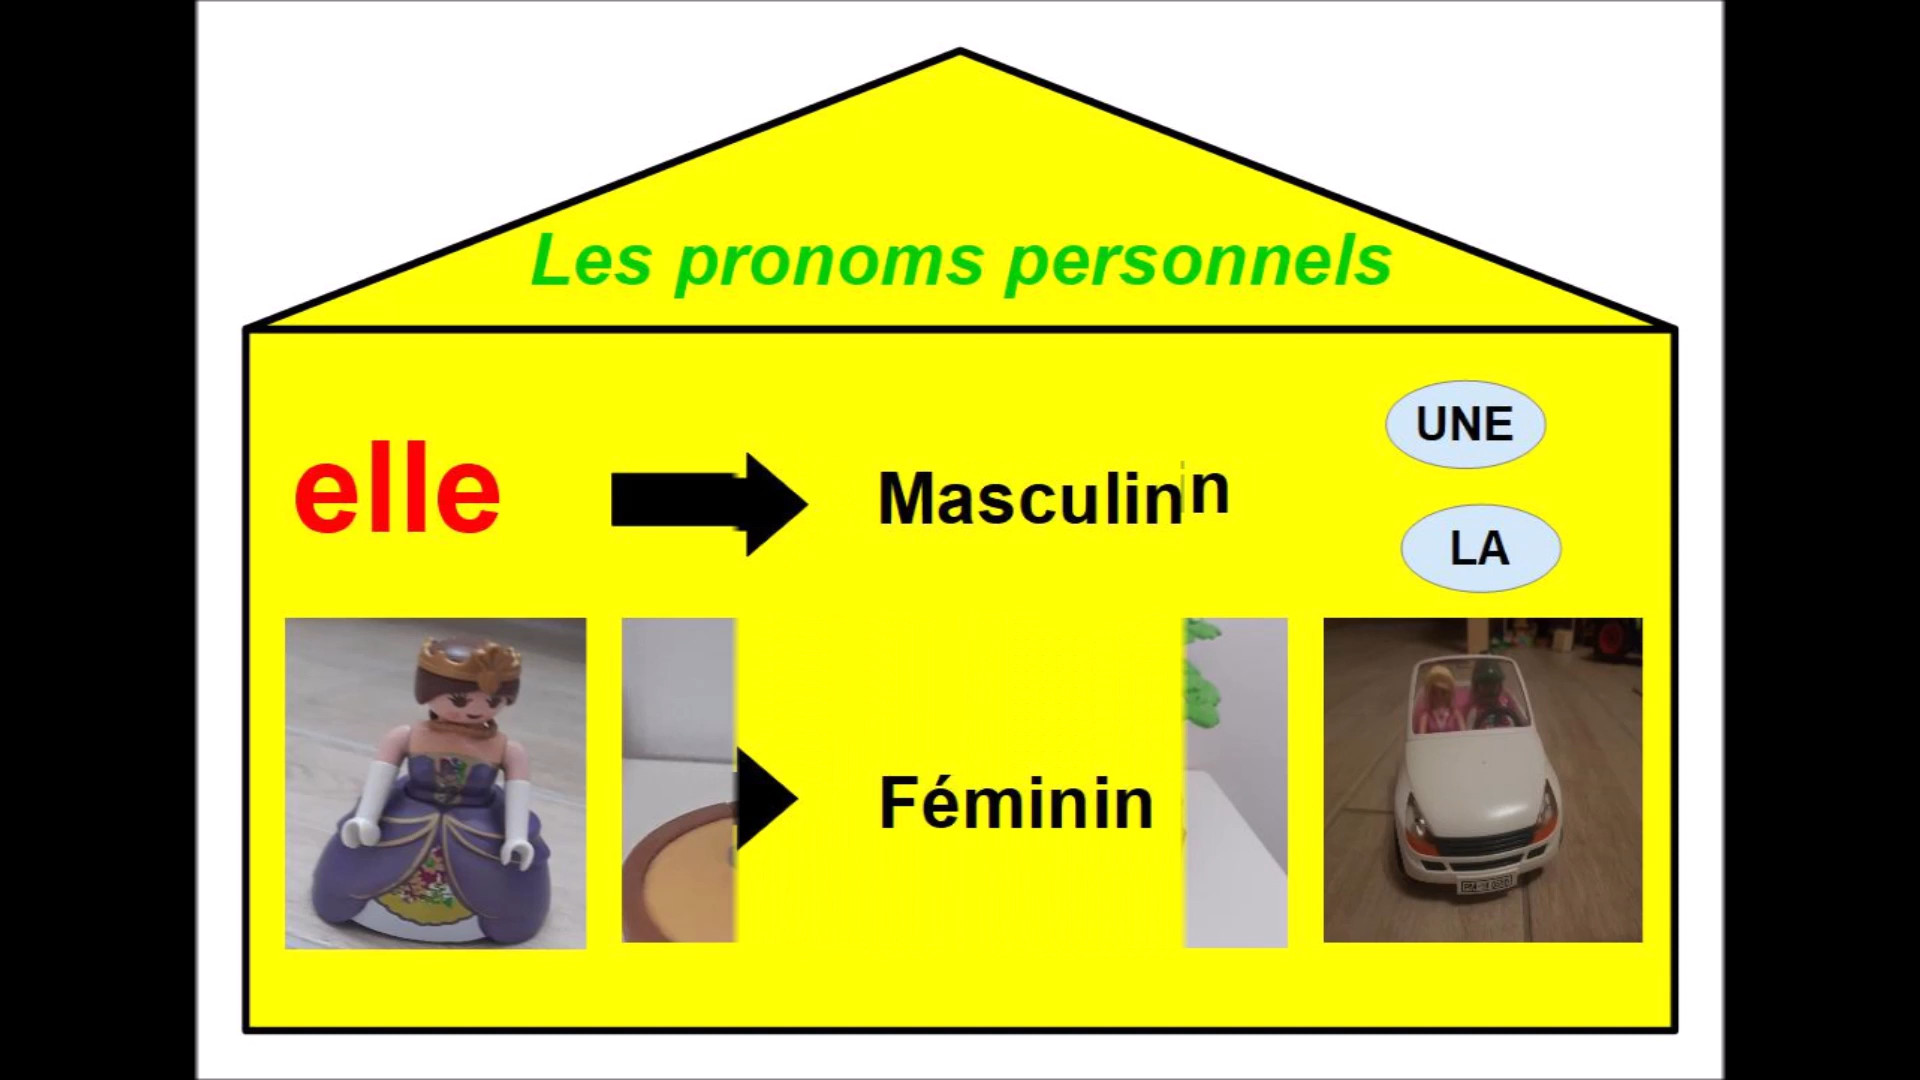 Les pronoms personnels
UNE
elle Masculinn
LA
Féminin